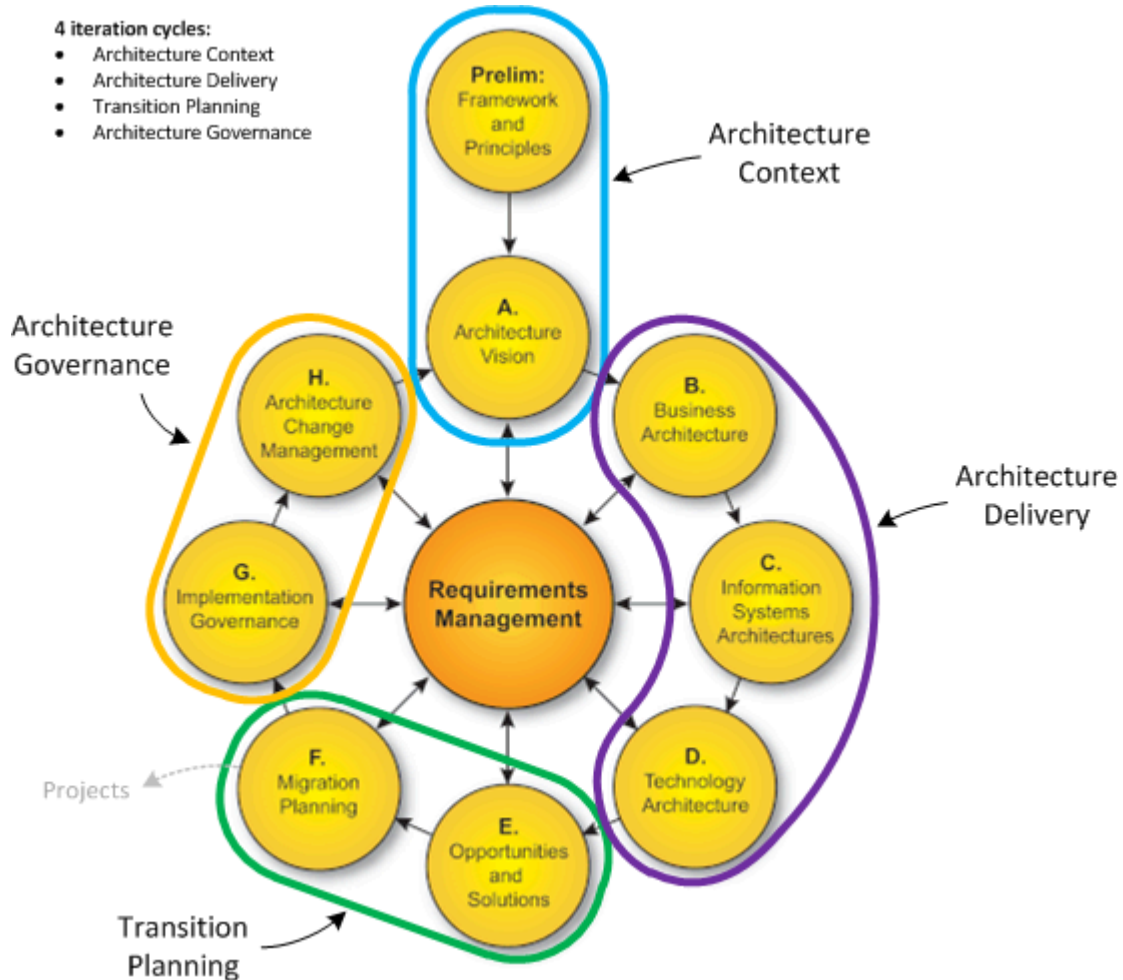 4 iteration cycles:
• Architecture Context
• Architecture Delivery
• Transition Planning
• Architecture Governance
Prelim:
Framework
and
Principles
Architecture
Context
A.
Architecture
Vision
Architecture
Governance
H.
Architecture
Change
Management
B.
Business
Architecture
Architecture
Delivery
G.
Implementation
Governance
Requirements
Management
C.
Information
Systems
Architectures
F.
Migration
Planning
D.
Technology
Architecture
Projects
E.
Opportunities
and
Solutions
Transition
Planning